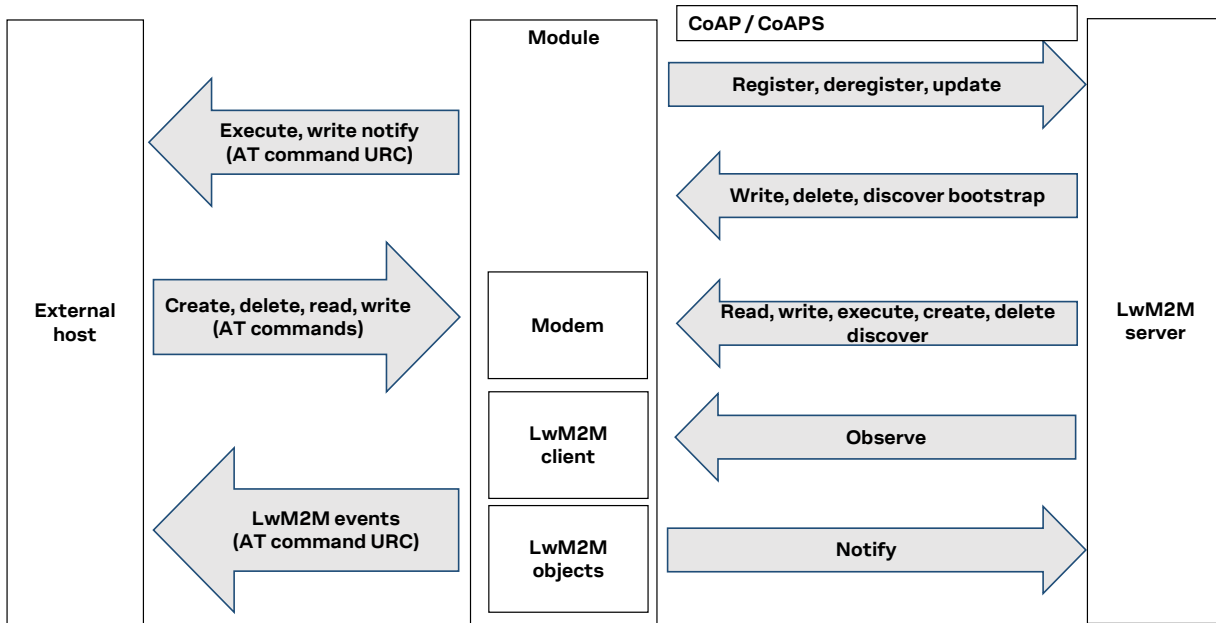 CoAP / CoAPS
Module
Register, deregister, update
Execute, write notify
(AT command URC)
Write, delete, discover bootstrap
External
host
Create, delete, read, write
(AT commands)
Modem
Read, write, execute, create, delete
discover
LwM2M
server
LwM2M
client
Observe
LwM2M events
(AT command URC)
LwM2M
objects
Notify